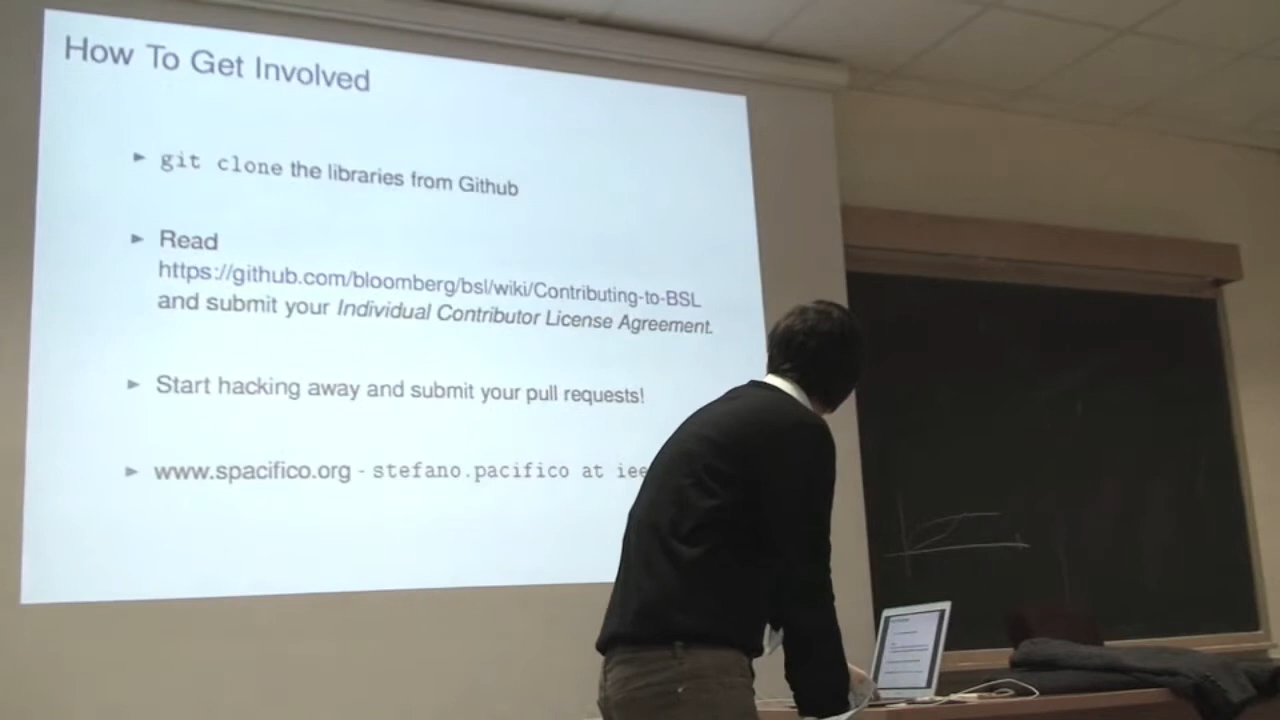 How To Get Involved
git clone the libraries from Github
Read
https://github.com/bloomberg/bsl/wiki/Contributing-to-BSL
and submit your Individual Contributor License Agreement.
Start hacking away and submit your pull requests!
www.spacifico.org - stefano.pacifico at